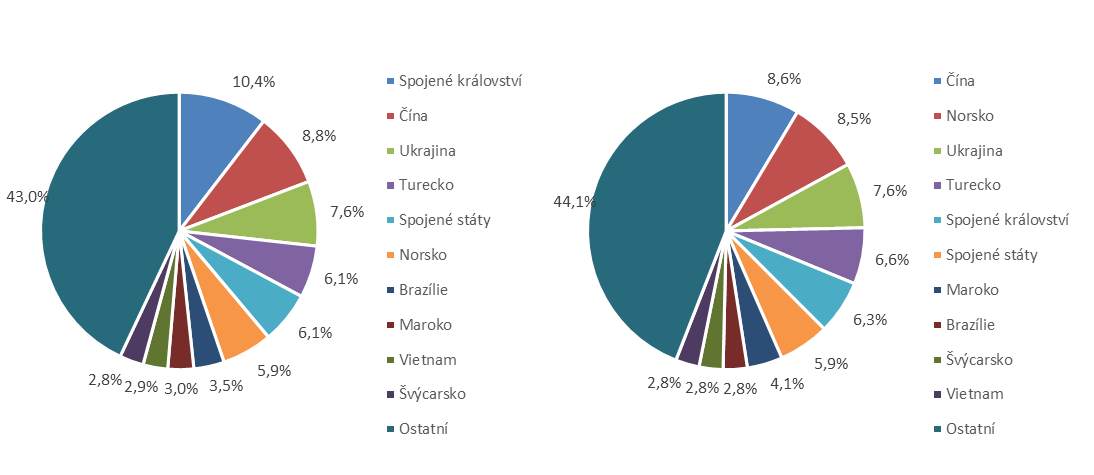 10,4%
8,8%
7,6%
6,1%
6,1%
5,9%
3,5%
3,0%
2,9%
2,8%
43,0%
Spojené království
Čína
Ukrajina
Turecko
Spojené státy
Norsko
Brazílie
Maroko
Vietnam
Švýcarsko
Ostatní
8,6%
8,5%
7,6%
6,6%
6,3%
5,9%
4,1%
2,8%
2,8%
2,8%
44,1%
Čína
Norsko
Ukrajina
Turecko
Spojené království
Spojené státy
Maroko
Brazílie
Švýcarsko
Vietnam
Ostatní